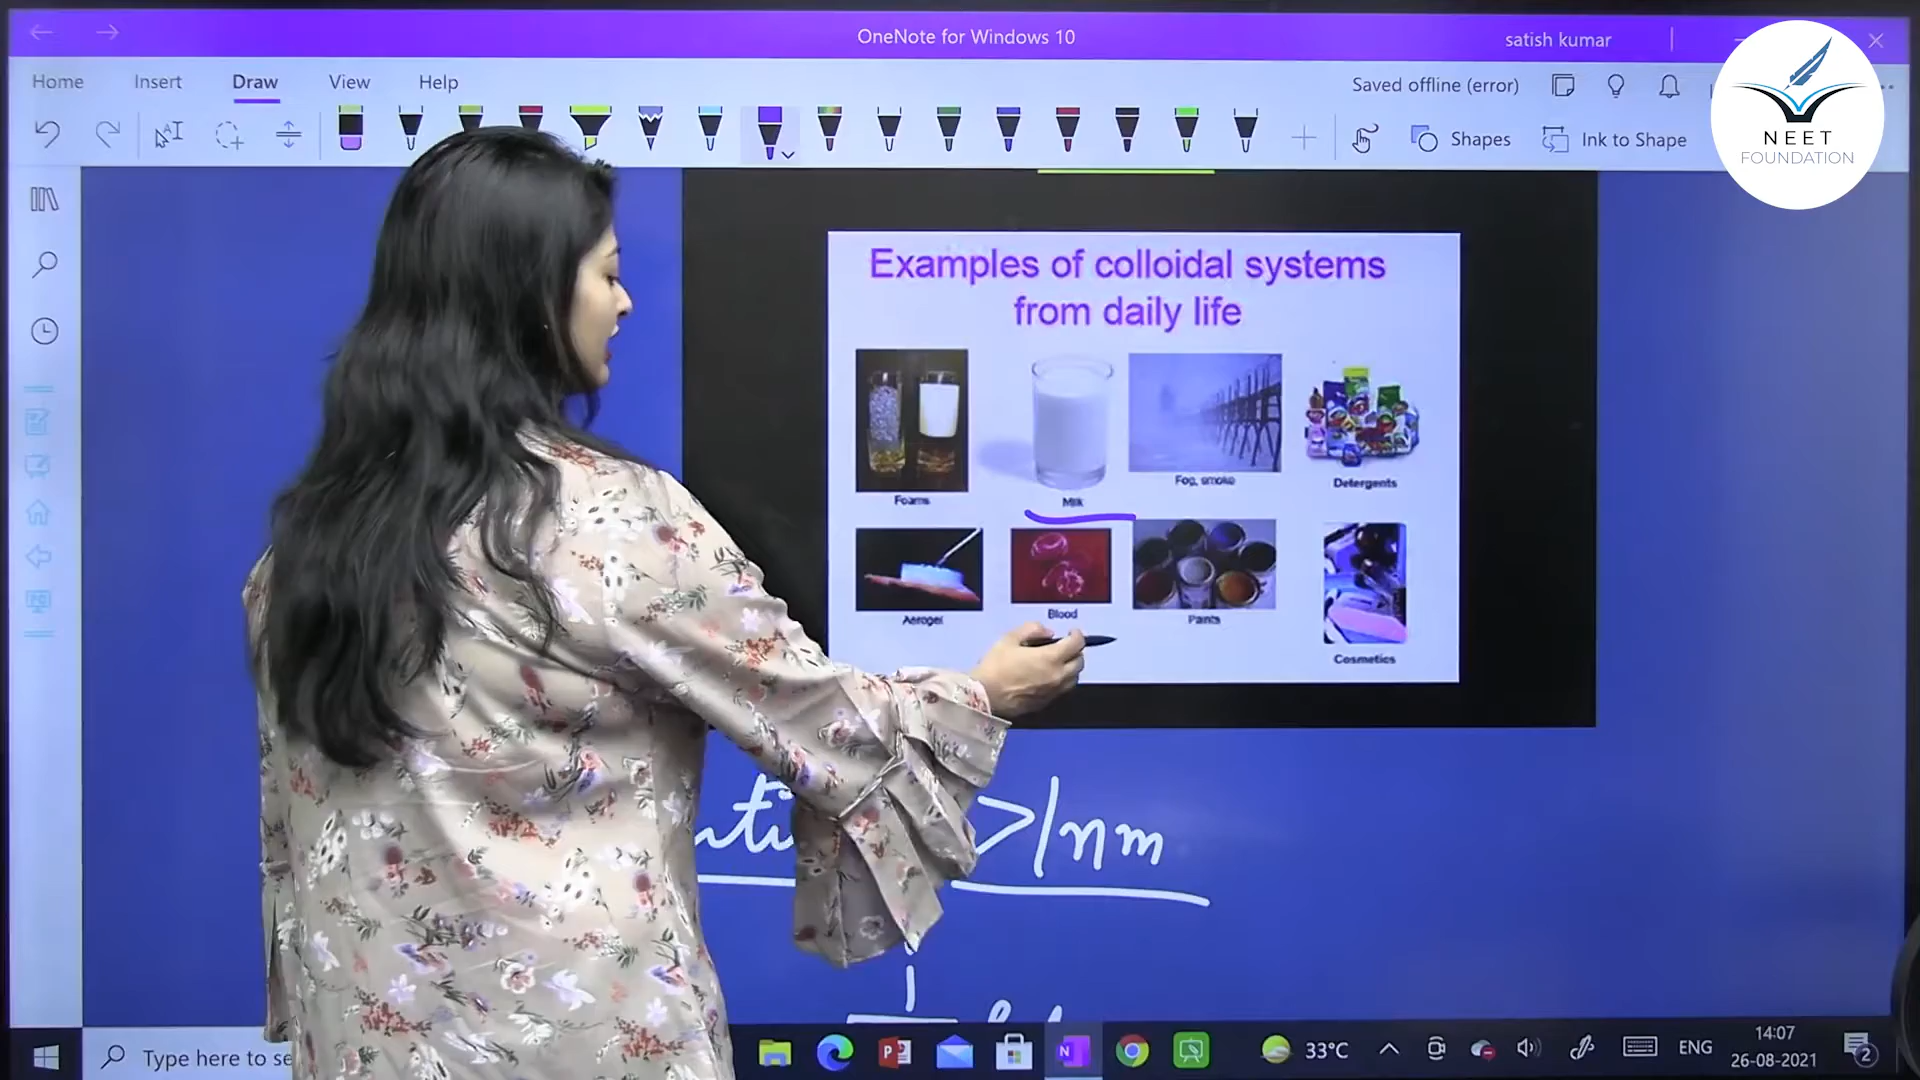 OneNote for Windows 10
satish kumar
Home Insert Draw View Help
Saved offline (error)
Shapes
Ink to Shape
NEET
FOUNDATION
Examples of colloidal systems
from daily life
Foams
Milk
Fog, smoke
Detergents
Aerogel
Blood
Paints
Cosmetics
>1nm
Type here to se
33°C
ENG
14:07
26-08-2021
2